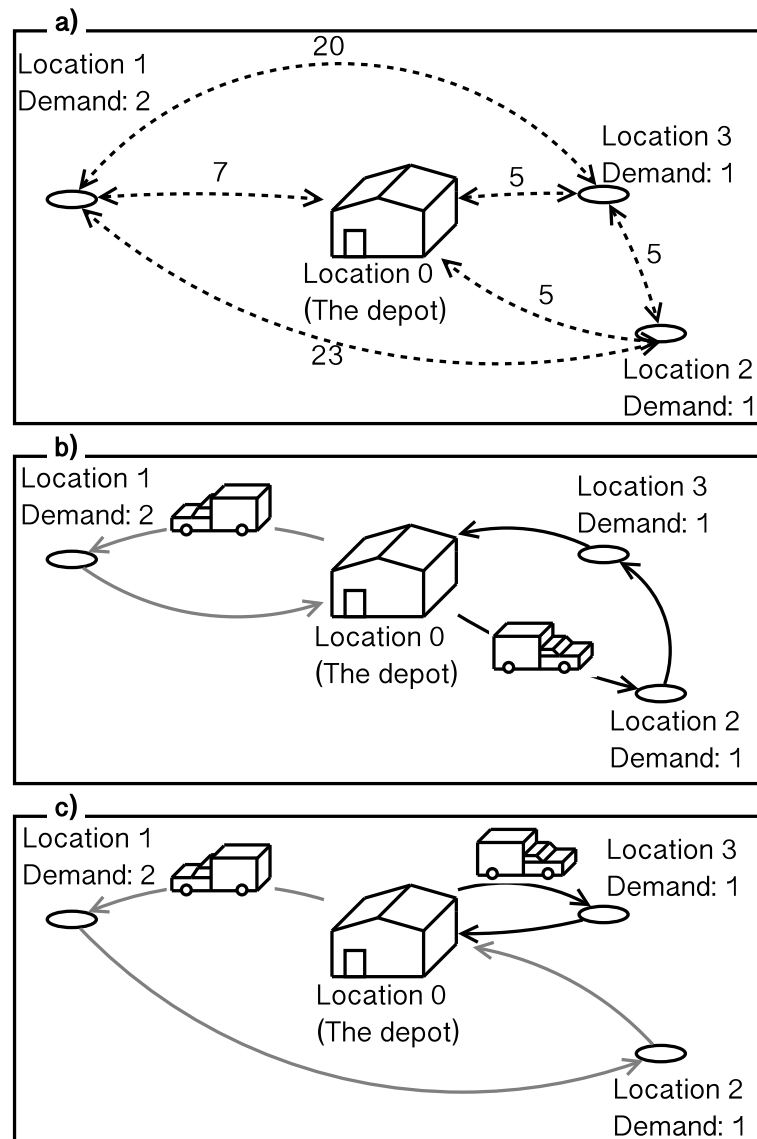 a)
20
Location 1
Demand: 2
Location 3
Demand: 1
7
5
5
Location 0
(The depot)
5
23
Location 2
Demand: 1
b)
Location 1
Demand: 2
Location 3
Demand: 1
Location 0
(The depot)
Location 2
Demand: 1
c)
Location 1
Demand: 2
Location 3
Demand: 1
Location 0
(The depot)
Location 2
Demand: 1